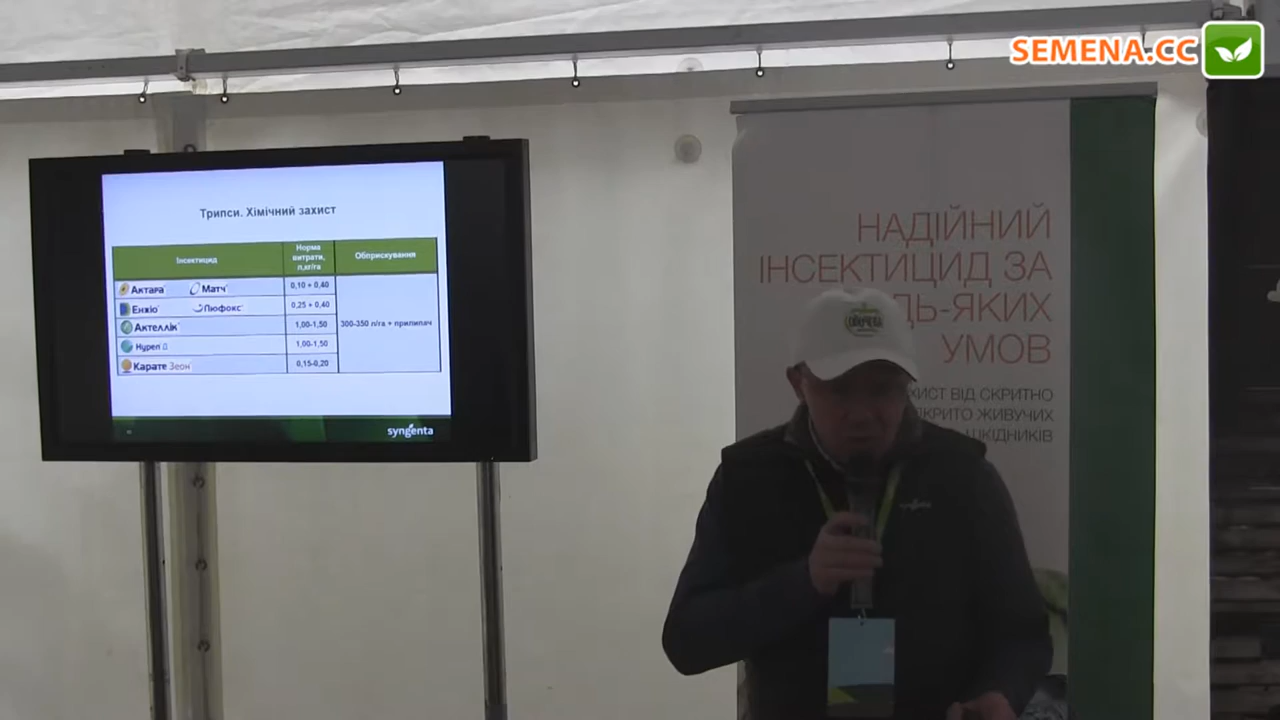 SEMENA.CC
Трипси. Хімічний захист
Інсектицид
Норма
витрати,
л,кг/га
Обприскування
Актара Матч 0,10 + 0,40
Енжіо Люфокс 0,25 + 0,40
Актеллік 1,00-1,50
300-350 л/га + прилипач
Нурел Д 1,00-1,50
Карате Зеон 0,15-0,20
syngenta
НАДІЙНИЙ
ІНСЕКТИЦИД ЗА
ДЬ-ЯКИХ
УМОВ
ХИСТ ВІД СКРИТНО
ДКРИТО ЖИВУЧИХ
ШКІДНИКІВ